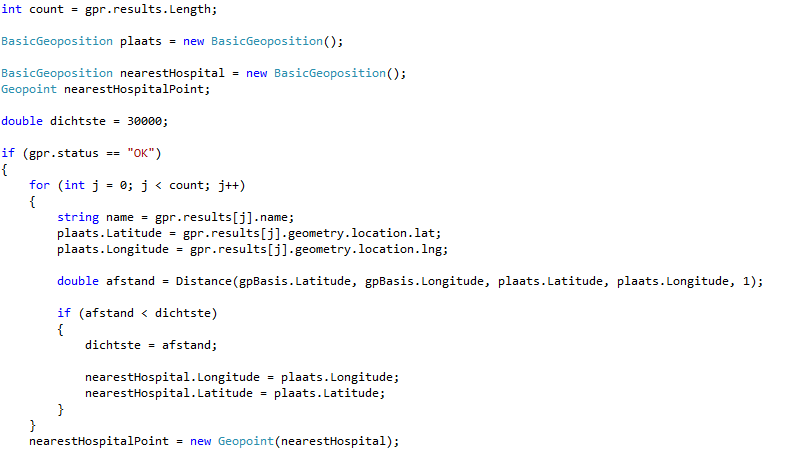 int count = gpr.results.Length;
BasicGeoposition plaats = new BasicGeoposition();
BasicGeoposition nearestHospital = new BasicGeoposition();
Geopoint nearestHospitalPoint;
double dichtste = 30000;
if (gpr.status == "OK")
{
    for (int j = 0; j < count; j++)
    {
        string name = gpr.results[j].name;
        plaats.Latitude = gpr.results[j].geometry.location.lat;
        plaats.Longitude = gpr.results[j].geometry.location.lng;
        double afstand = Distance(gpBasis.Latitude, gpBasis.Longitude, plaats.Latitude, plaats.Longitude, 1);
        if (afstand < dichtste)
        {
            dichtste = afstand;
            nearestHospital.Longitude = plaats.Longitude;
            nearestHospital.Latitude = plaats.Latitude;
        }
    }
    nearestHospitalPoint = new Geopoint(nearestHospital);